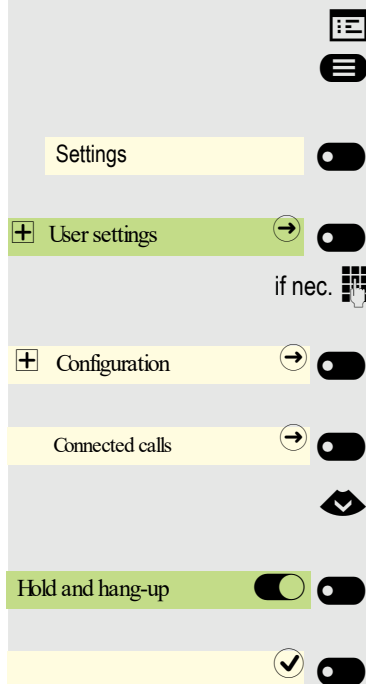 Settings
User settings
if nec.
Configuration
Connected calls
Hold and hang-up